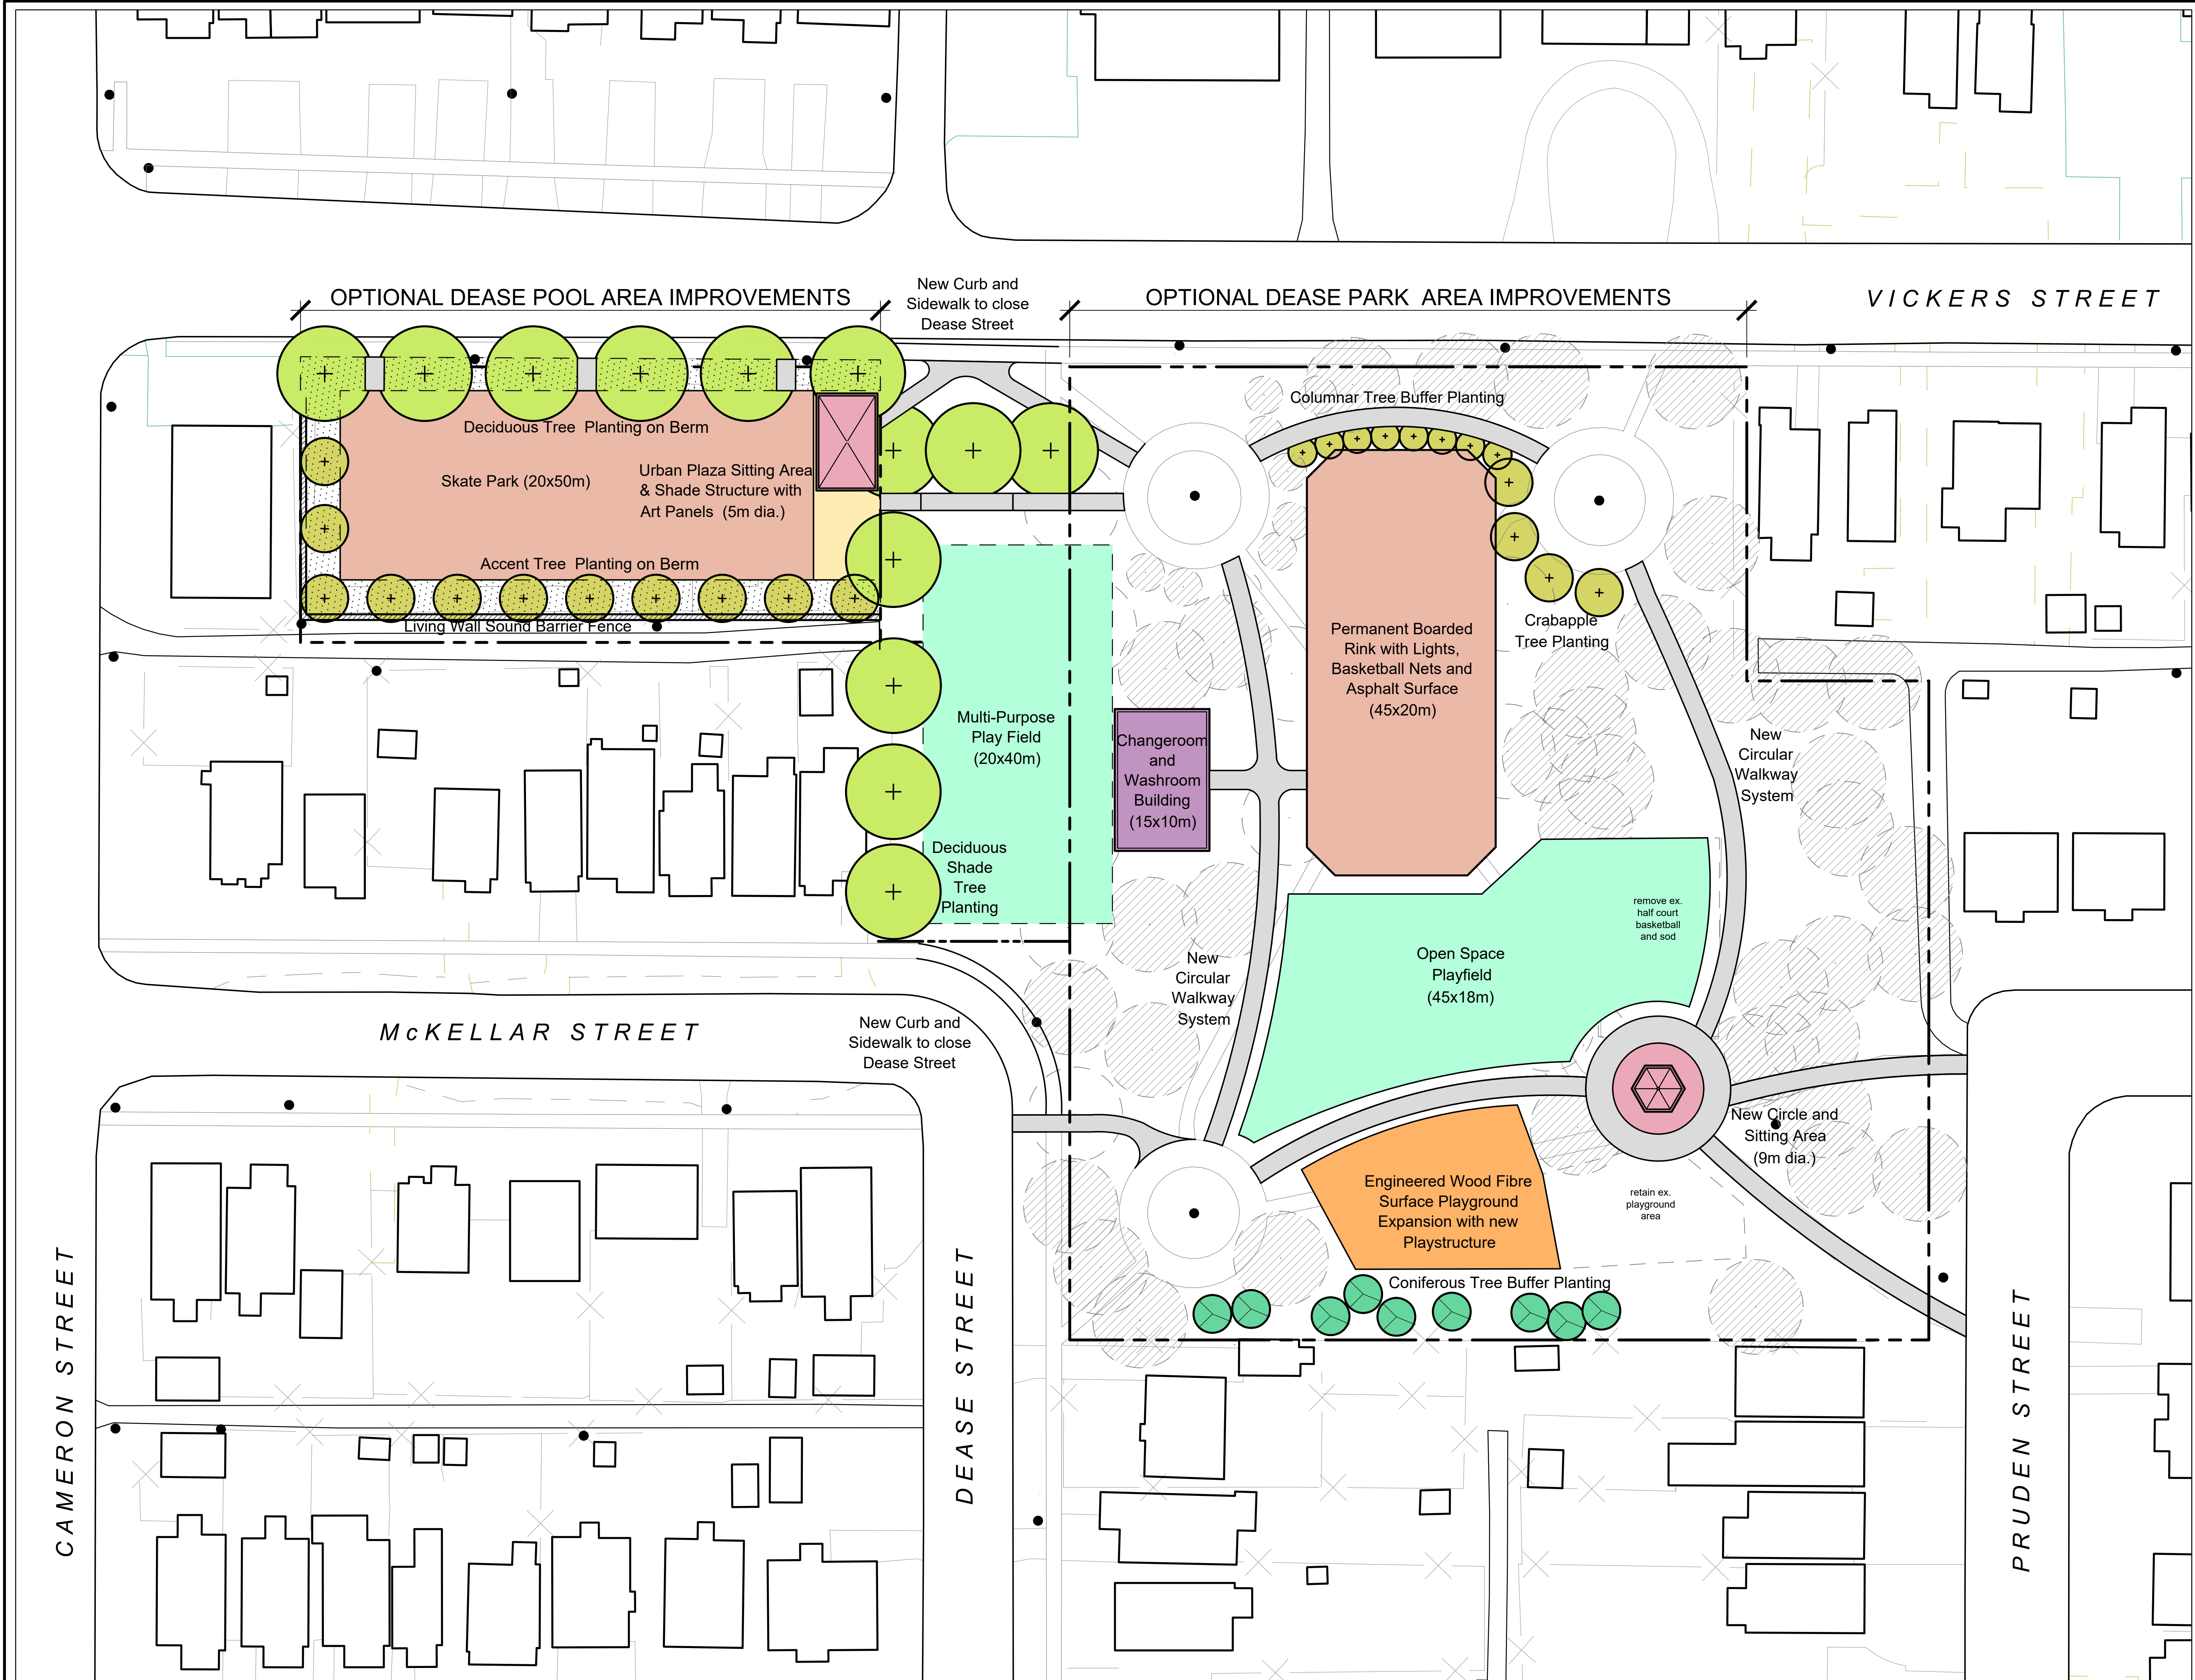 OPTIONAL DEASE POOL AREA IMPROVEMENTS
New Curb and
Sidewalk to close
Dease Street
OPTIONAL DEASE PARK AREA IMPROVEMENTS
VICKERS STREET
Columnar Tree Buffer Planting
Deciduous Tree Planting on Berm
Skate Park (20x50m)
Urban Plaza Sitting Area
& Shade Structure with
Art Panels (5m dia.)
Accent Tree Planting on Berm
Living Wall Sound Barrier Fence
Crabapple
Tree Planting
Permanent Boarded
Rink with Lights,
Basketball Nets and
Asphalt Surface
(45x20m)
Multi-Purpose
Play Field
(20x40m)
Changeroom
and
Washroom
Building
(15x10m)
New
Circular
Walkway
System
Deciduous
Shade
Tree
Planting
remove ex.
half court
basketball
and sod
Open Space
Playfield
(45x18m)
New
Circular
Walkway
System
McKELLAR STREET
New Curb and
Sidewalk to close
Dease Street
New Circle and
Sitting Area
(9m dia.)
Engineered Wood Fibre
Surface Playground
Expansion with new
Playstructure
retain ex.
playground
area
Coniferous Tree Buffer Planting
CAMERON STREET
DEASE STREET
PRUDEN STREET